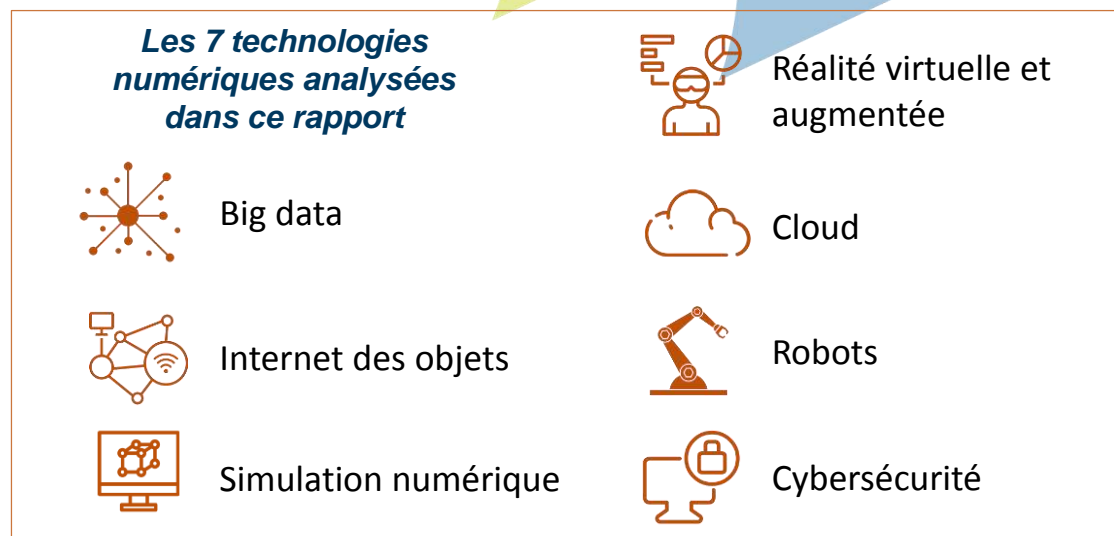 Les 7 technologies
numériques analysées
dans ce rapport
Big data
Internet des objets
Simulation numérique
Réalité virtuelle et
augmentée
Cloud
Robots
Cybersécurité